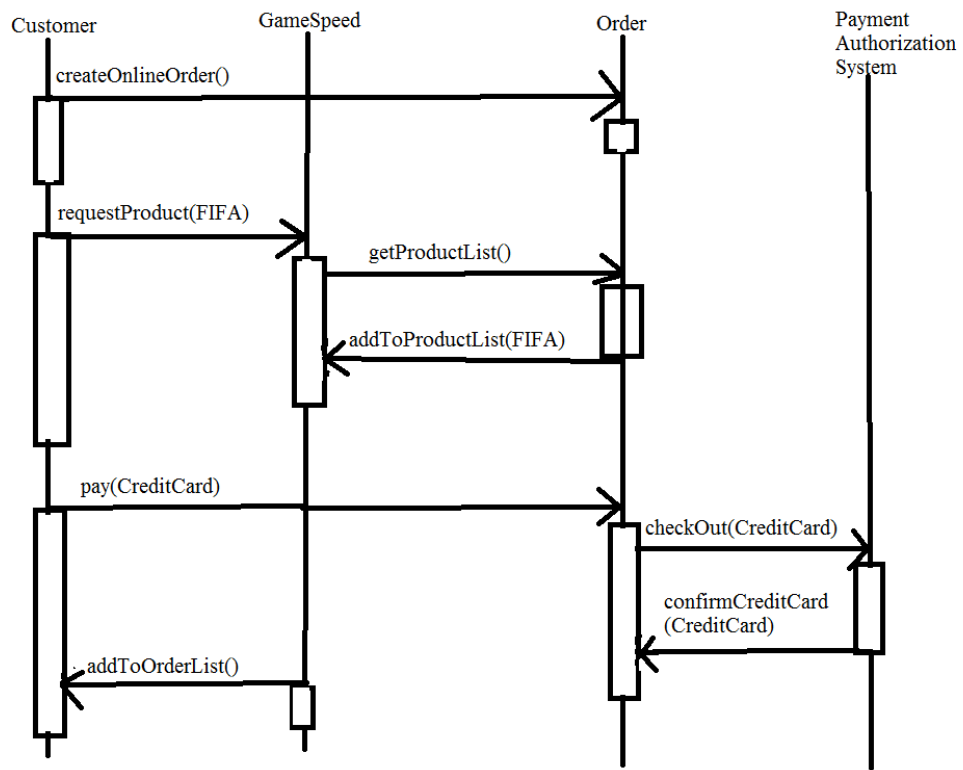 Customer
GameSpeed
Order
Payment
Authorization
System
createOnlineOrder()
requestProduct(FIFA)
getProductList()
addToProductList(FIFA)
pay(CreditCard)
checkOut(CreditCard)
confirmCreditCard
(CreditCard)
addToOrderList()